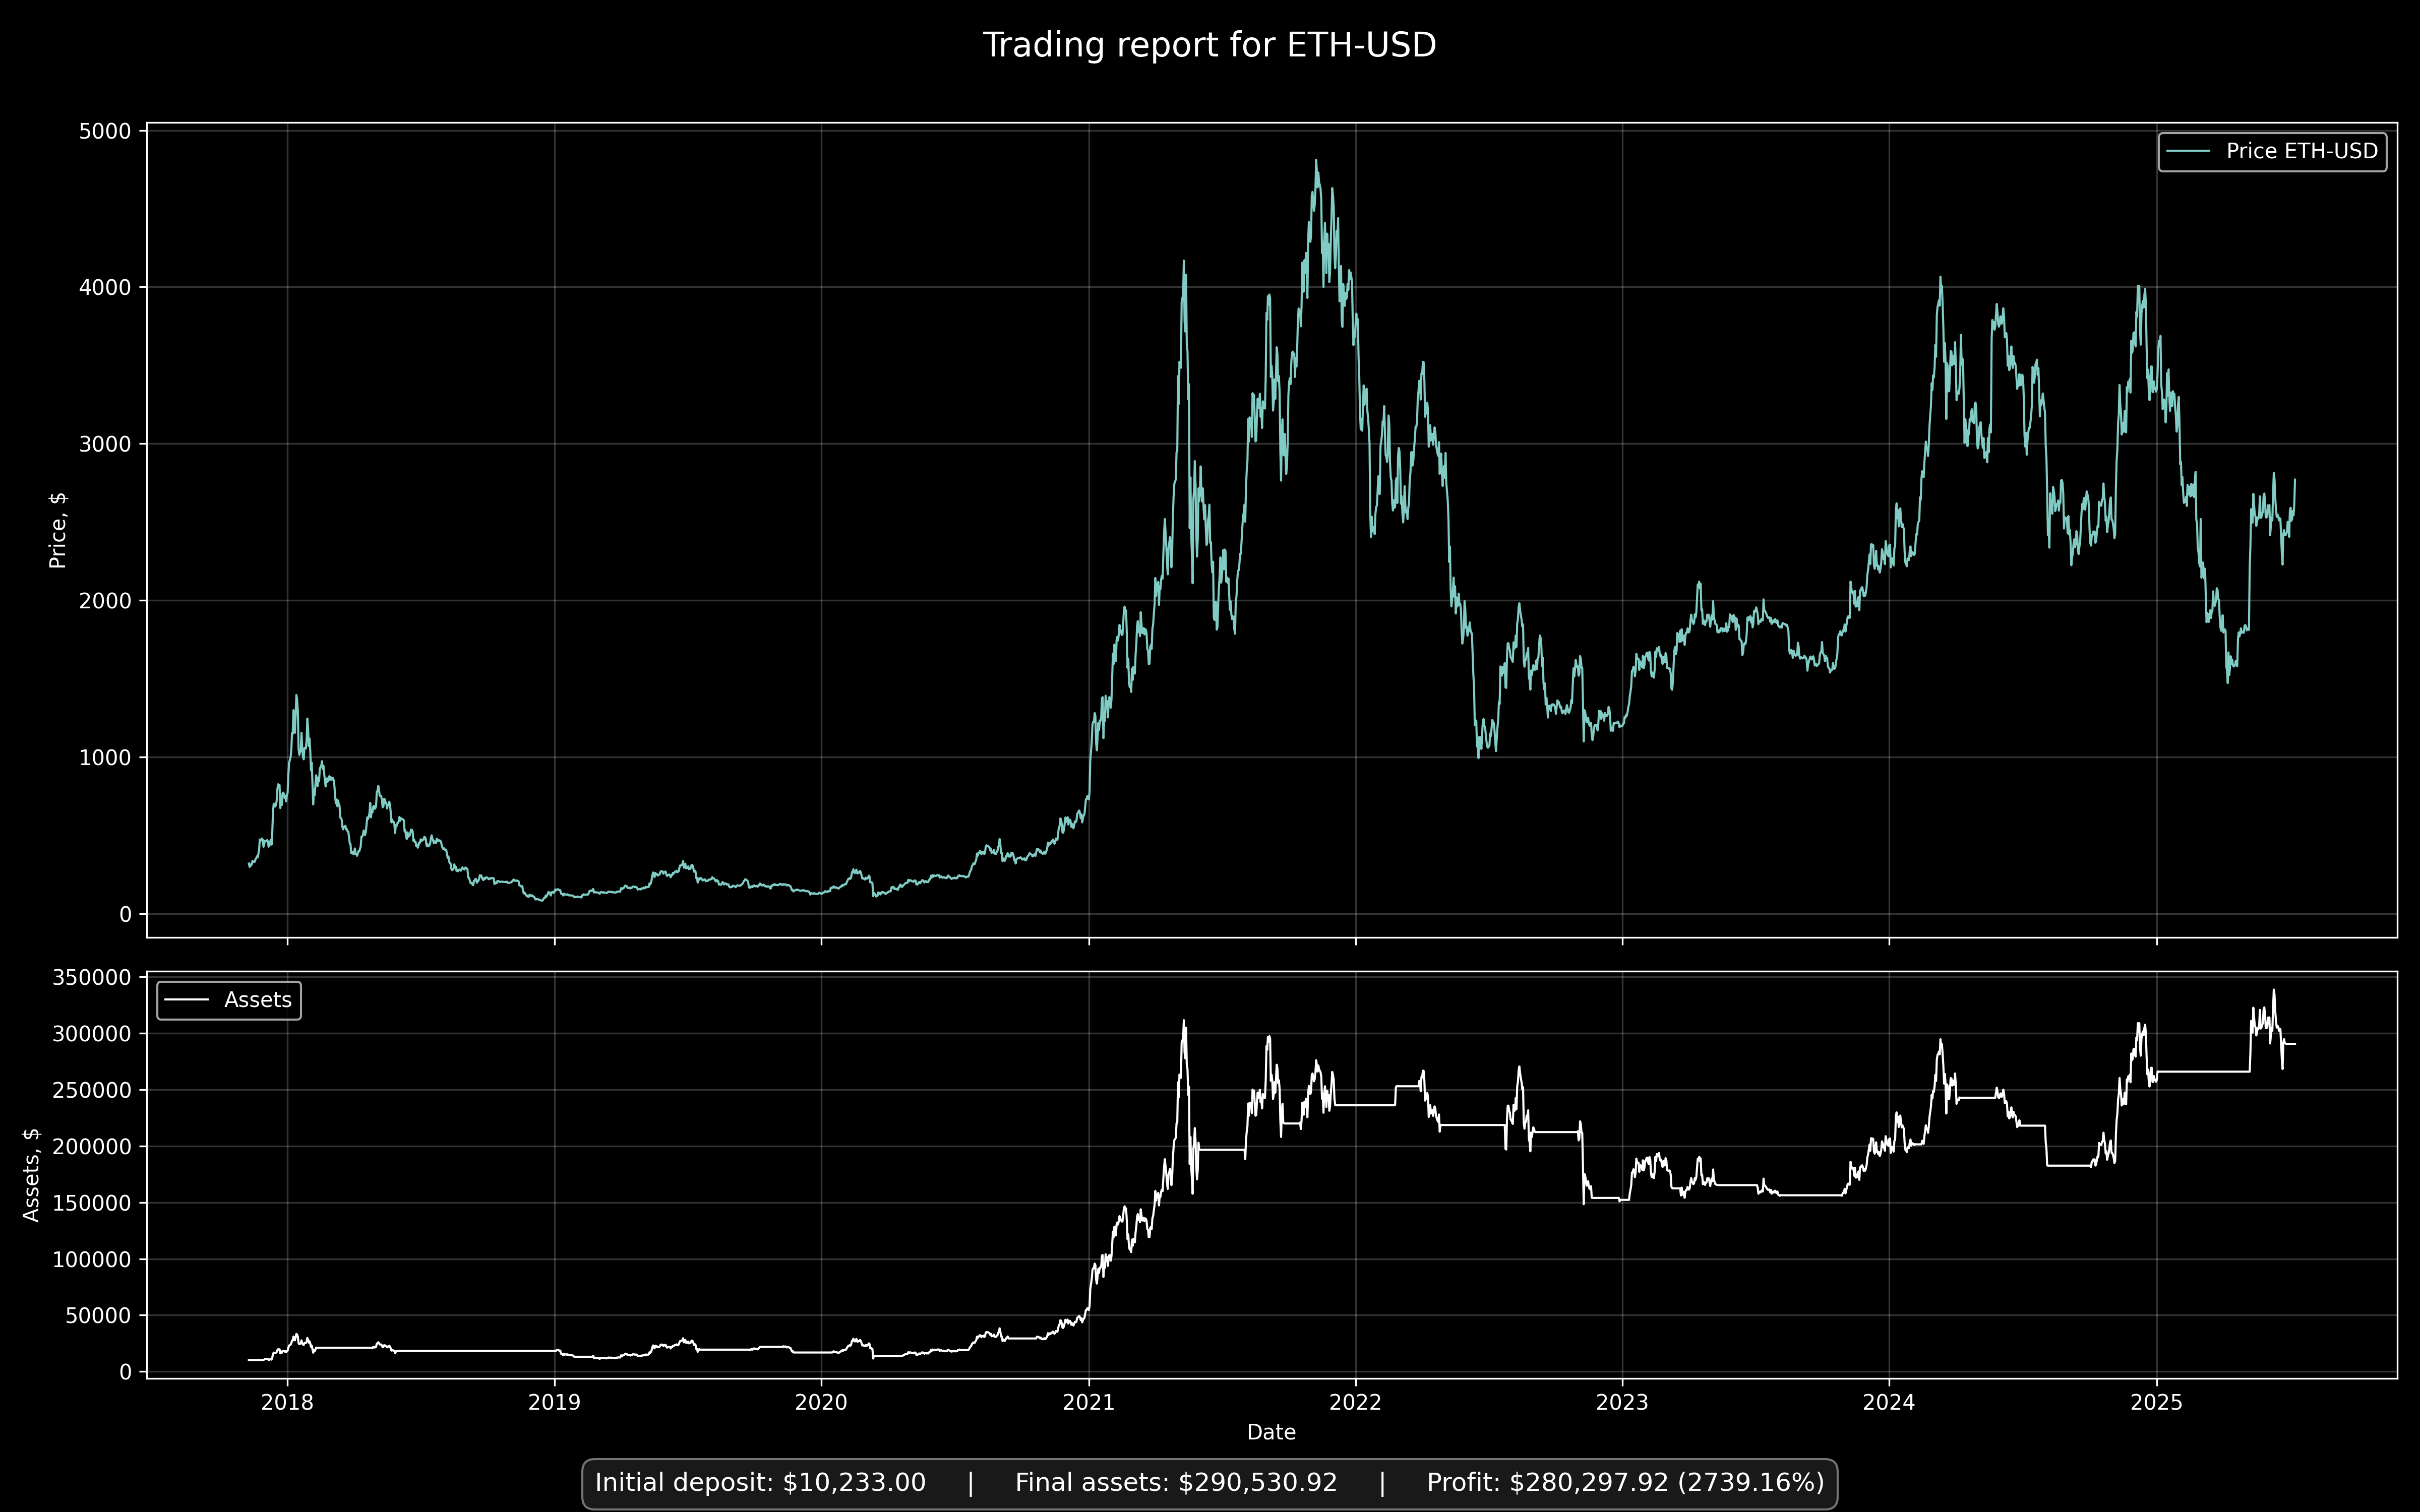 Trading report for ETH-USD
5000
4000
3000
2000
1000
0
Price, $
Price ETH-USD
350000
300000
250000
200000
150000
100000
50000
0
Assets, $
Assets
2018 2019 2020 2021 2022 2023 2024 2025
Date
Initial deposit: $10,233.00 | Final assets: $290,530.92 | Profit: $280,297.92 (2739.16%)